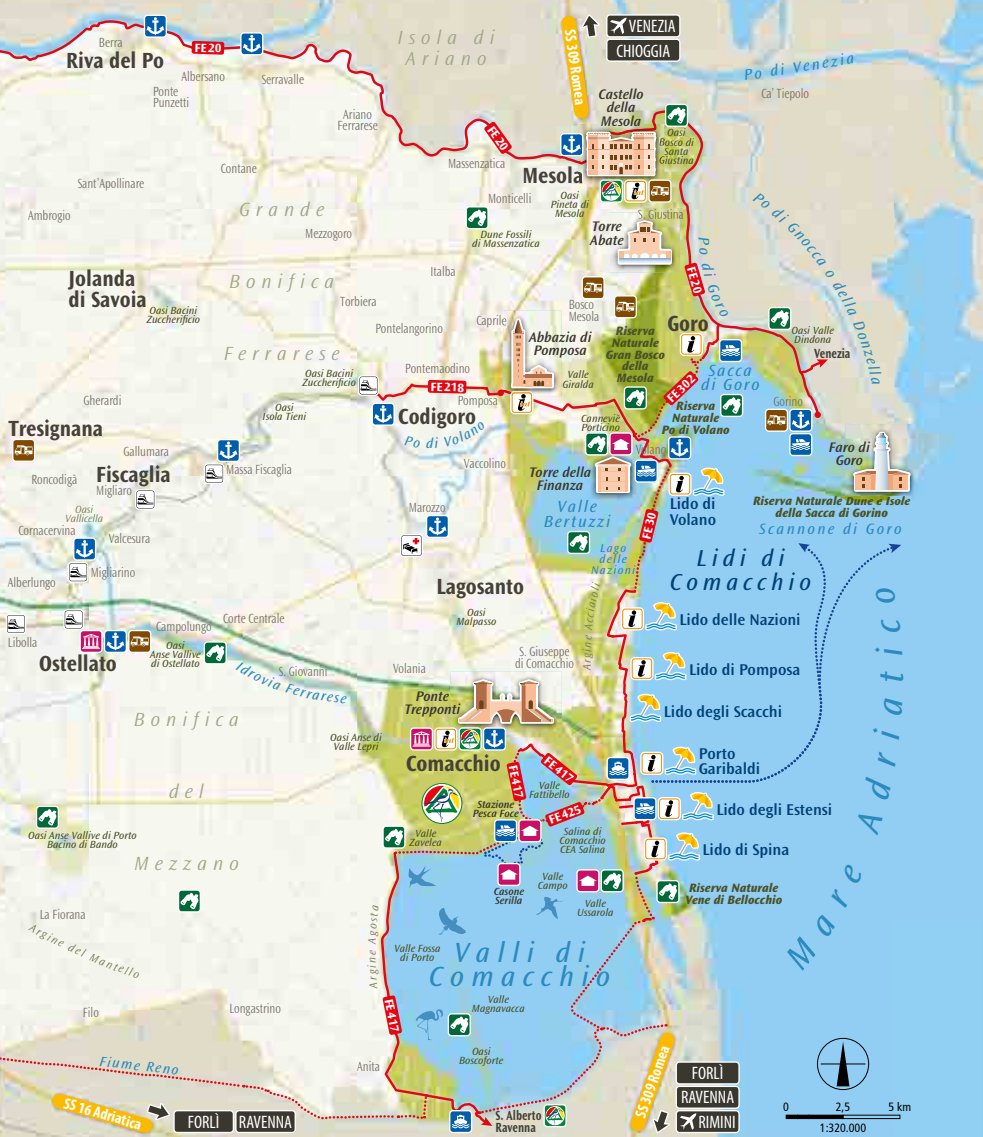 VENEZIA
CHIOGGIA
SS 309 Romea
Isola di
Ariano
Berra
Riva del Po
FE20
Albersano
Serravalle
Ponte
Punzetti
Po di Venezia
Ca' Tiepolo
Ariano
Ferrarese
Castello
della
Mesola
Oasi
Bosco di
Santa
Giustina
FE20
Massenzatica
Mesola
Contane
Sant'Apollinare
Monticelli
Oasi
Pineta di
Mesola
S. Giustina
Ambrogio
Grande
Mezzogoro
Dune Fossili
di Massenzatica
Torre
Abate
Po di Goro
Po di Gnocca o della Donzella
FE20
Jolanda
di Savoia
Bonifica
Italba
Torbiera
Oasi Bacini
Zuccherificio
Bosco
Mesola
Caprile
Pontelangorino
Abbazia di
Pomposa
Riserva
Naturale
Gran Bosco
della
Mesola
Goro
Oasi Valle
Dindona
Venezia
Ferrarese
Pontemaodino
Oasi Bacini
Zuccherificio
FE218
Valle
Giralda
Sacca
di Goro
FE302
Gherardi
Oasi
Isola Tieni
Pomposa
Codigoro
Po di Volano
Canneviè
Porticino
Riserva
Naturale
Po di Volano
Gorino
Tresignana
Gallumara
Massa Fiscaglia
Volano
Faro di
Goro
Fiscaglia
Roncodigà
Migliaro
Vaccolino
Torre della
Finanza
Lido di
Volano
Riserva Naturale Dune e Isole
della Sacca di Gorino
Scannone di Goro
Oasi
Vallicella
Marozzo
Valle
Bertuzzi
FE30
Cornacervina
Valcesura
Lago
delle
Nazioni
Lidi di
Comacchio
Alberlungo
Migliarino
Lagosanto
Argine Acciaioli
Oasi
Malpasso
Lido delle Nazioni
Mare Adriatico
Libolla
Campolungo
Corte Centrale
Ostellato
Oasi
Anse Vallive
di Ostellato
S. Giovanni
Idrovia Ferrarese
Volania
S. Giuseppe
di Comacchio
Lido di Pomposa
Ponte
Trepponti
Lido degli Scacchi
Bonifica
Oasi Anse di
Valle Lepri
Comacchio
FE417
FE417
Valle
Fattibello
Porto
Garibaldi
del
Stazione
Pesca Foce
FE425
Lido degli Estensi
Oasi Anse Vallive di Porto
Bacino di Bando
Valle
Zavelea
Salina di
Comacchio
CEA Salina
Lido di Spina
Mezzano
Casone
Serilla
Valle
Campo
Valle
Ussarola
Riserva Naturale
Vene di Bellocchio
La Fiorana
Argine del Mantello
Argine Agosta
Valle Fossa
di Porto
Valli di
Comacchio
Filo
Longastrino
FE417
Valle
Magnavacca
Oasi
Boscoforte
Anita
Fiume Reno
SS 16 Adriatica
FORLÌ
RAVENNA
S. Alberto
Ravenna
SS 309 Romea
FORLÌ
RAVENNA
RIMINI
0
2,5
5 km
1:320.000